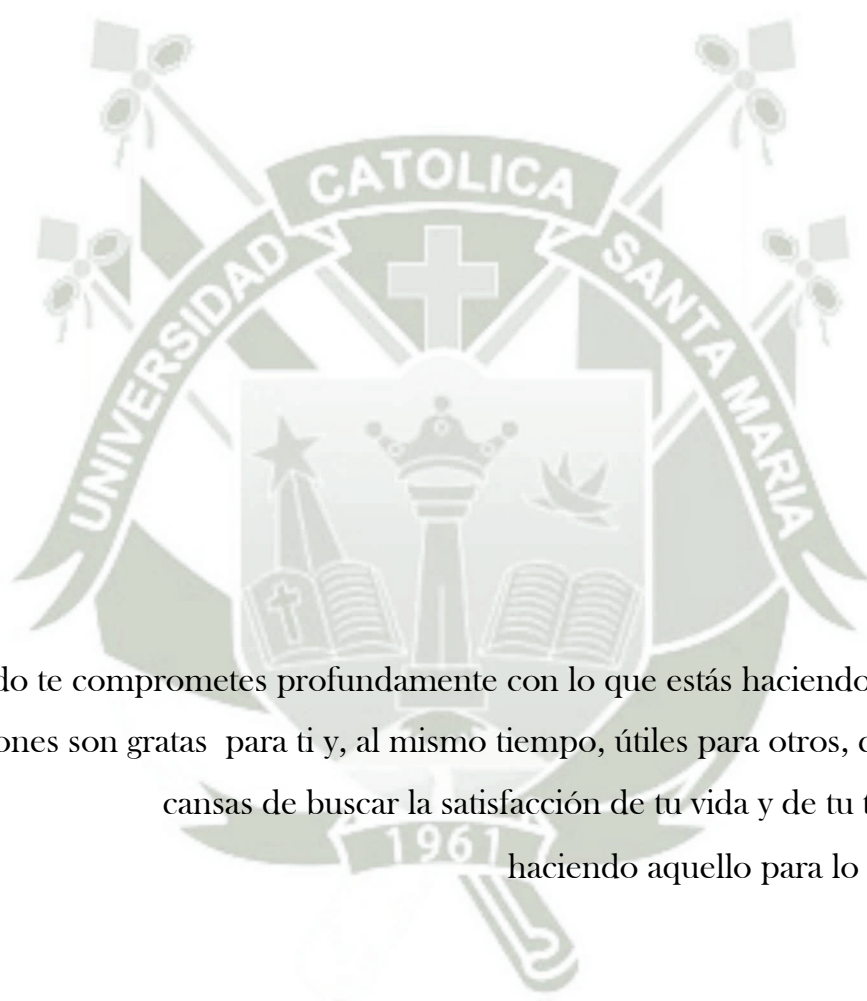 CATOLICA
UNIVERSIDAD
SANTA MARIA
do te comprometes profundamente con lo que estás haciendo
ones son gratas para ti y, al mismo tiempo, útiles para otros,
cansas de buscar la satisfacción de tu vida y de tu
1961
haciendo aquello para lo